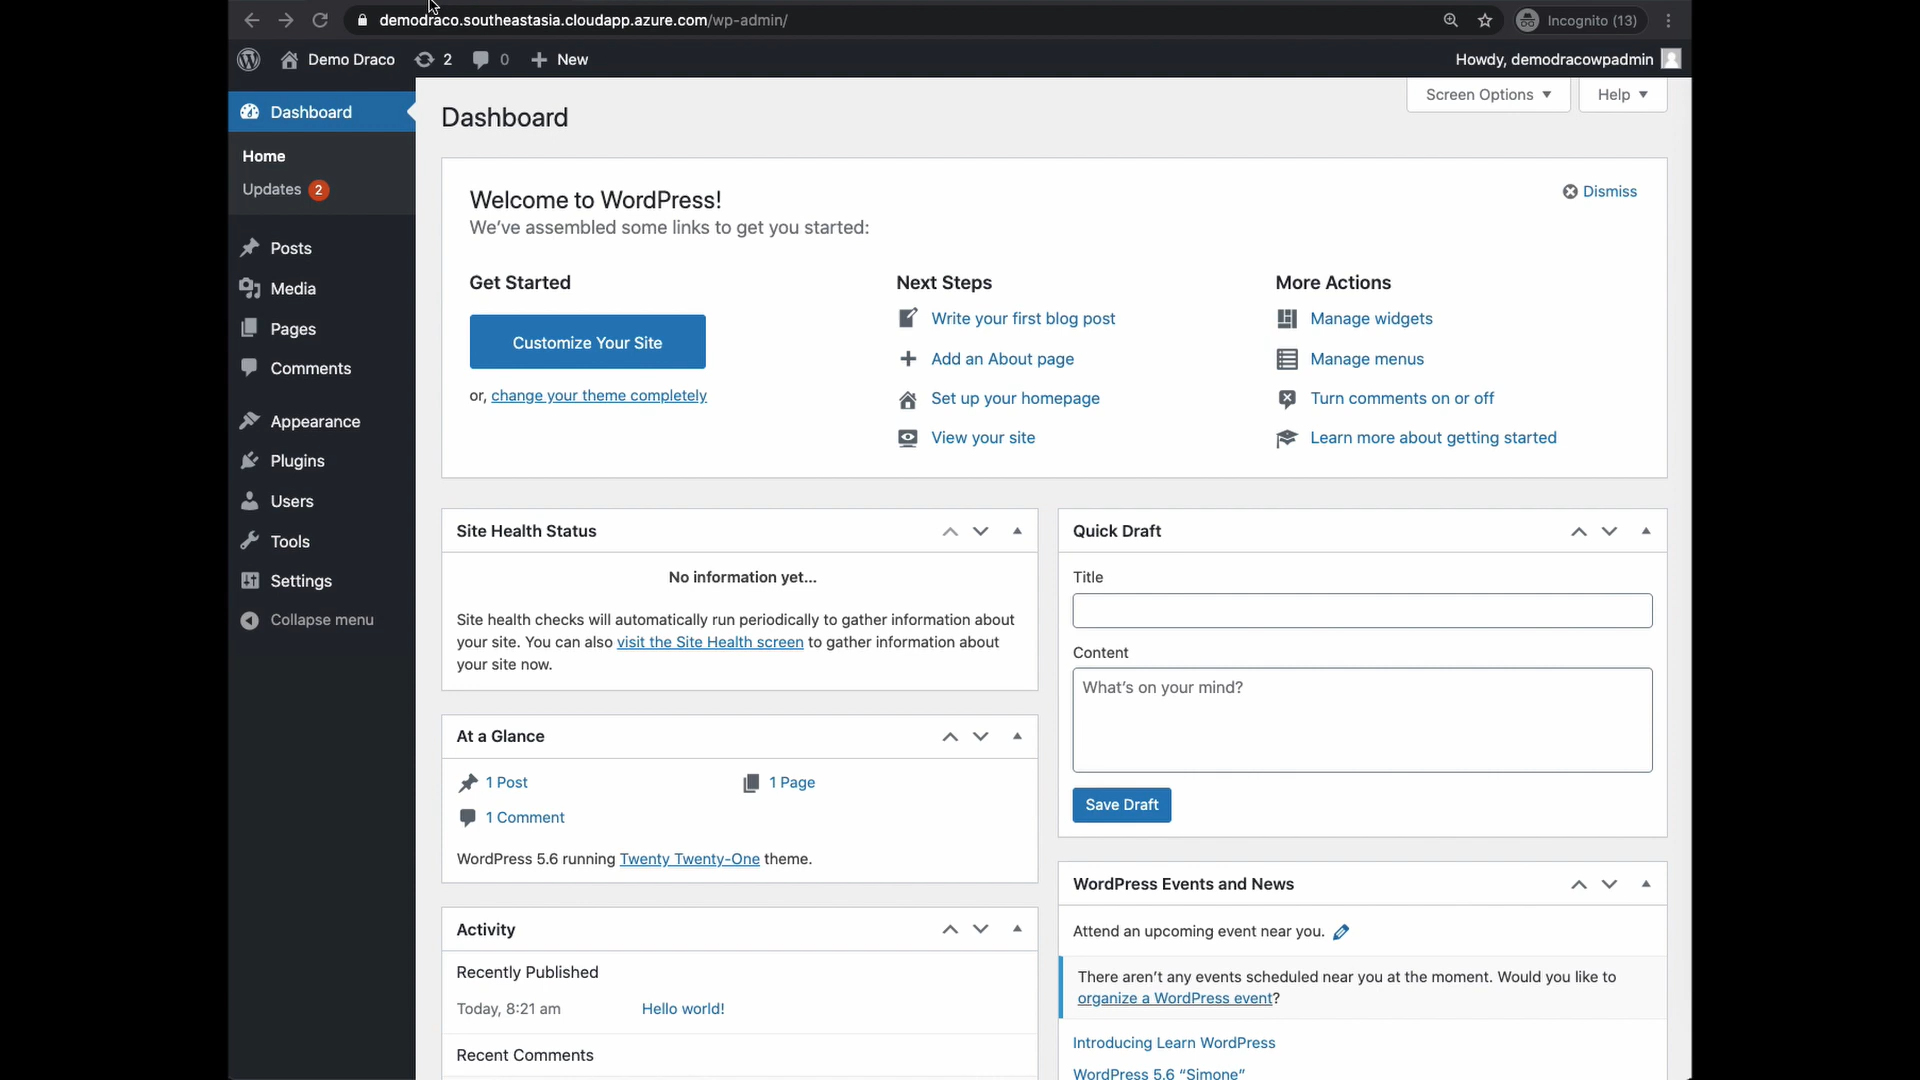 demodraco.southeastasia.cloudapp.azure.com/wp-admin/
Incognito (13)
Demo Draco
2
0
New
Howdy, demodracowpadmin
Dashboard
Home
Updates 2
Posts
Media
Pages
Comments
Appearance
Plugins
Users
Tools
Settings
Collapse menu
Screen Options
Help
Dashboard
Welcome to WordPress!
Dismiss
We've assembled some links to get you started:
Get Started
Customize Your Site
or, change your theme completely
Next Steps
Write your first blog post
Add an About page
Set up your homepage
View your site
More Actions
Manage widgets
Manage menus
Turn comments on or off
Learn more about getting started
Site Health Status
No information yet...
Site health checks will automatically run periodically to gather information about
your site. You can also visit the Site Health screen to gather information about
your site now.
At a Glance
1 Post
1 Page
1 Comment
WordPress 5.6 running Twenty Twenty-One theme.
Activity
Recently Published
Today, 8:21 am
Hello world!
Recent Comments
Quick Draft
Title
Content
What's on your mind?
Save Draft
WordPress Events and News
Attend an upcoming event near you.
There aren't any events scheduled near you at the moment. Would you like to
organize a WordPress event?
Introducing Learn WordPress
WordPress 5.6 “Simone”